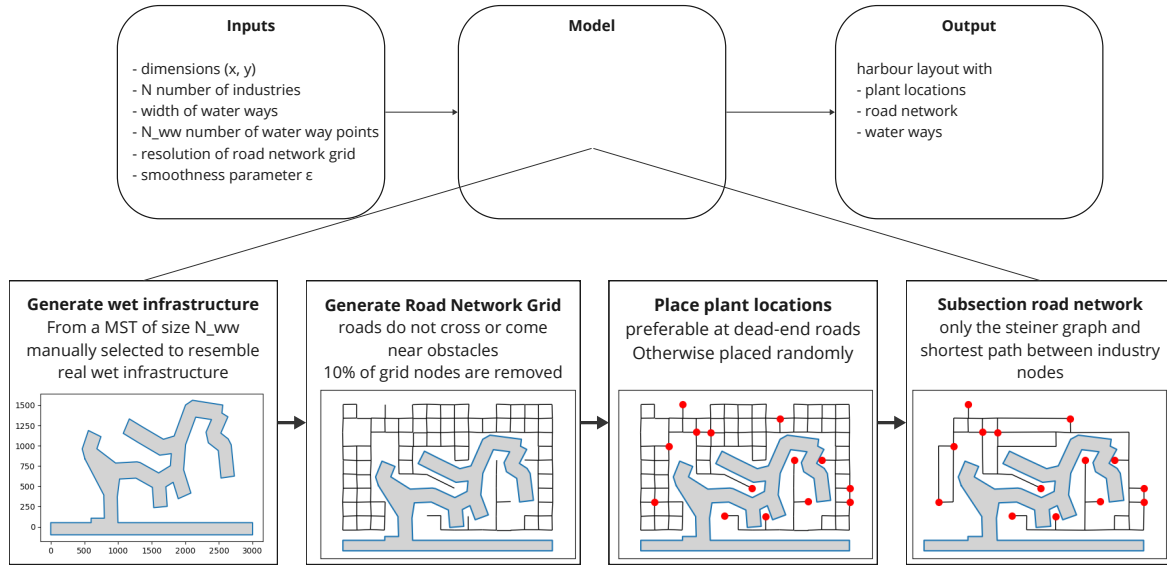 Inputs
- dimensions (x, y)
- N number of industries
- width of water ways
- N_ww number of water way points
- resolution of road network grid
- smoothness parameter ε
Model
Output
harbour layout with
- plant locations
- road network
- water ways
Generate wet infrastructure
From a MST of size N_ww
manually selected to resemble
real wet infrastructure
1500
1250
1000
750
500
250
0
0 500 1000 1500 2000 2500 3000
Generate Road Network Grid
roads do not cross or come
near obstacles
10% of grid nodes are removed
Place plant locations
preferable at dead-end roads
Otherwise placed randomly
Subsection road network
only the steiner graph and
shortest path between industry
nodes